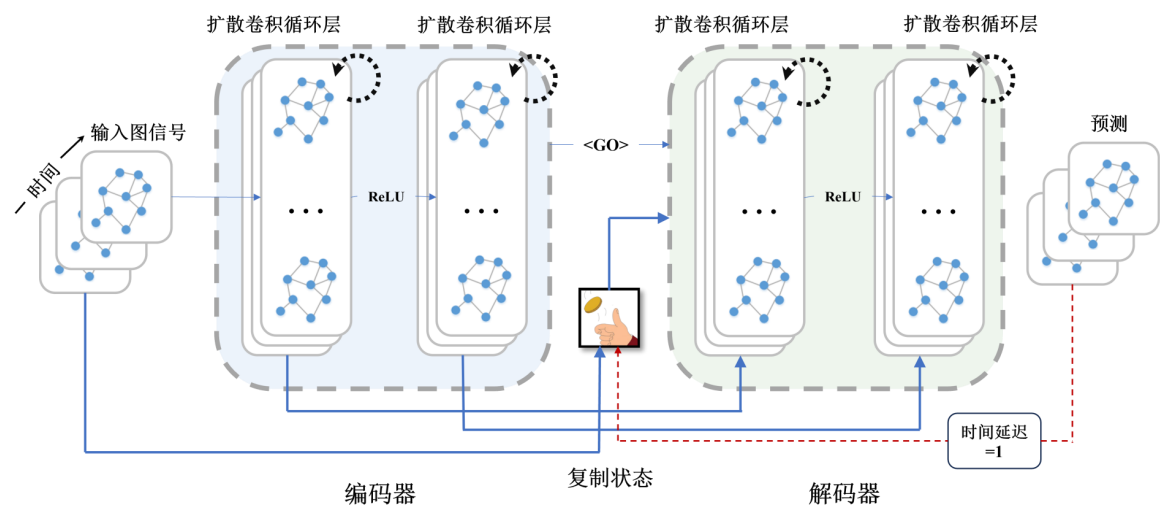 扩散卷积循环层
扩散卷积循环层
扩散卷积循环层
扩散卷积循环层
时间
输入图信号
预测
<GO>
ReLU
ReLU
...
...
...
...
时间延迟
=1
复制状态
编码器
解码器